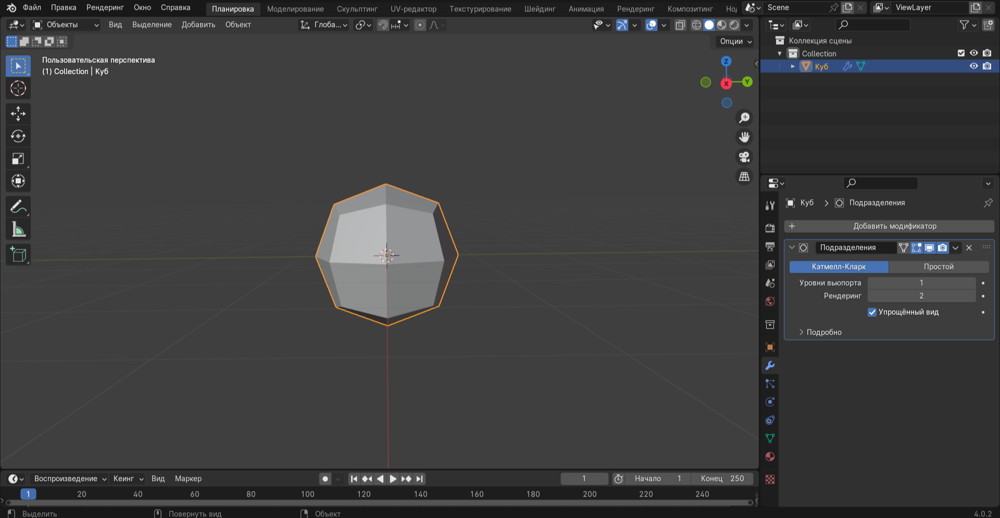 Файл Правка Рендеринг Окно Справка Планировка Моделирование Скульптинг UV-редактор Текстурирование Шейдинг Анимация Рендеринг Композитинг Scene ViewLayer
Объекты Вид Выделение Добавить Объект Глоба...
Опции
Пользовательская перспектива
(1) Collection | Куб
Z
X Y
Коллекция сцены
Collection
Куб
Куб > Подразделения
+ Добавить модификатор
Подразделения
Кэтмелл-Кларк Простой
Уровни вьюпорта 1
Рендеринг 2
Упрощённый вид
Подробно
Воспроизведение Кеинг Вид Маркер 1 Начало 1 Конец 250
1 20 40 60 80 100 120 140 160 180 200 220 240
Выделить Повернуть вид Объект 4.0.2